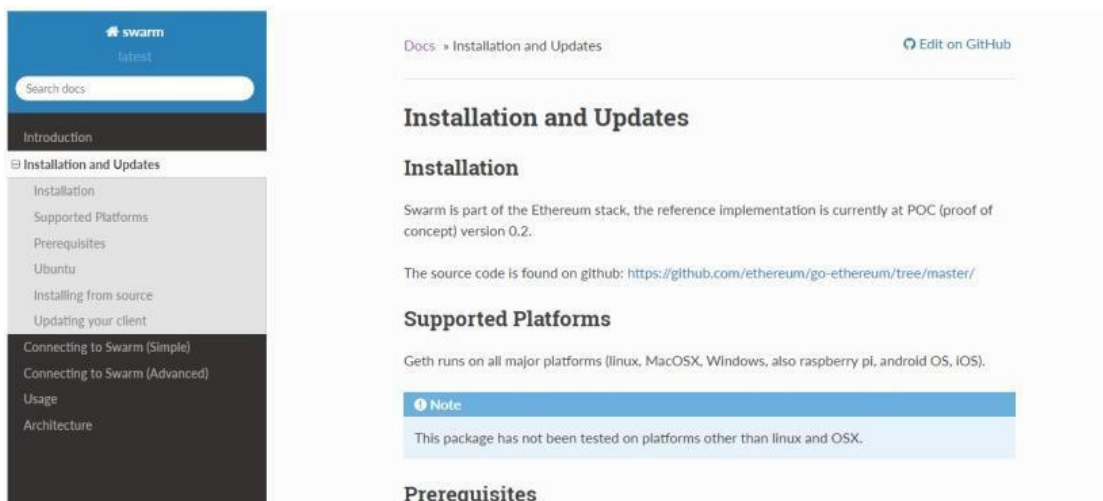 swarm
latest
Search docs
Introduction
Installation and Updates
Installation
Supported Platforms
Prerequisites
Ubuntu
Installing from source
Updating your client
Connecting to Swarm (Simple)
Connecting to Swarm (Advanced)
Usage
Architecture
Docs » Installation and Updates
Edit on GitHub
Installation and Updates
Installation
Swarm is part of the Ethereum stack, the reference implementation is currently at POC (proof of
concept) version 0.2.
The source code is found on github: https://github.com/ethereum/go-ethereum/tree/master/
Supported Platforms
Geth runs on all major platforms (linux, MacOSX, Windows, also raspberry pi, android OS, iOS).
Note
This package has not been tested on platforms other than linux and OSX.
Prerequisites